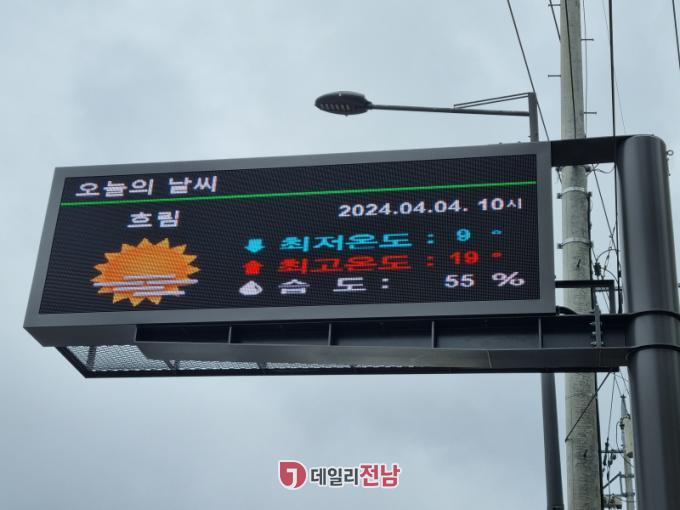 오늘의 날씨
흐림
2024.04.04. 10시
최저온도 : 9 °
최고온도 : 19 °
습 도 : 55 %
데일리전남